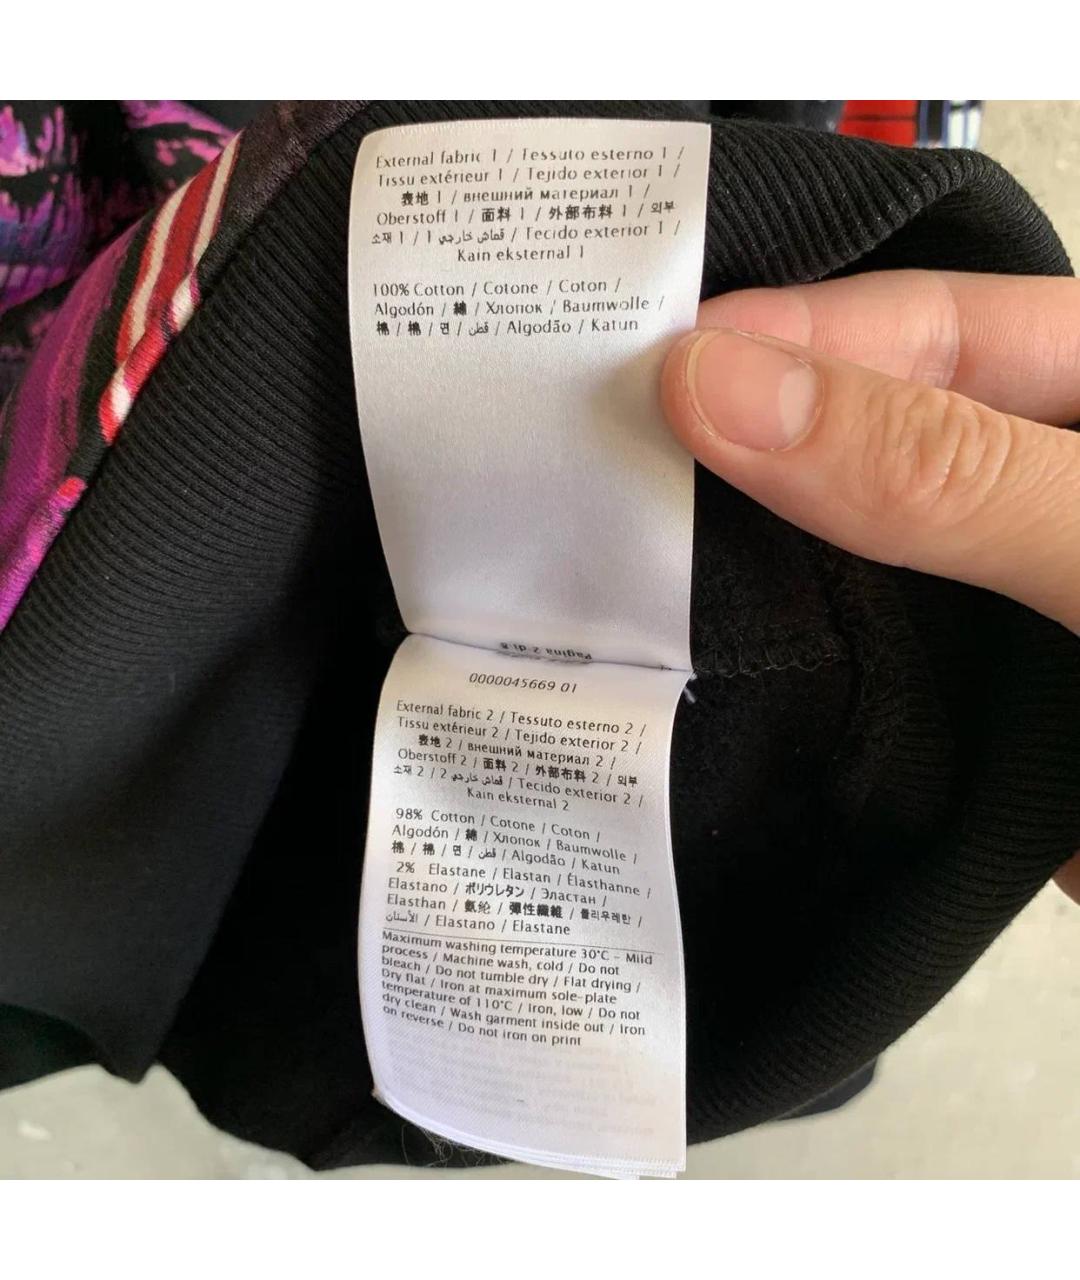 External fabric 1 / Tessuto esterno 1 /
Tissu extérieur 1 / Tejido exterior 1 /
表地 1 / внешний материал 1 /
Oberstoff 1 / 面料 1 / 外部布料 1 / 외부
소재 1 / 1 قماش خارجي / Tecido exterior 1 /
Kain eksternal 1
100% Cotton / Cotone / Coton /
Algodón / 綿 / Хлопок / Baumwolle /
棉 / 棉 / 면 / قطن / Algodão / Katun
Pagina 2 di 8
0000045669 01
External fabric 2 / Tessuto esterno 2 /
Tissu extérieur 2 / Tejido exterior 2 /
表地 2 / внешний материал 2 /
Oberstoff 2 / 面料 2 / 外部布料 2 / 외부
소재 2 / 2 قماش خارجي / Tecido exterior 2 /
Kain eksternal 2
98% Cotton / Cotone / Coton /
Algodón / 綿 / Хлопок / Baumwolle /
棉 / 棉 / 면 / قطن / Algodão / Katun
2% Elastane / Elastan / Élasthanne /
Elastano / ポリウレタン / Эластан /
Elasthan / 氨纶 / 彈性纖維 / 폴리우레탄 /
الأستان / Elastano / Elastane
Maximum washing temperature 30°C - Mild
process / Machine wash, cold / Do not
bleach / Do not tumble dry / Flat drying /
Dry flat / Iron at maximum sole-plate
temperature of 110°C / Iron, low / Do not
dry clean / Wash garment inside out / Iron
on reverse / Do not iron on print